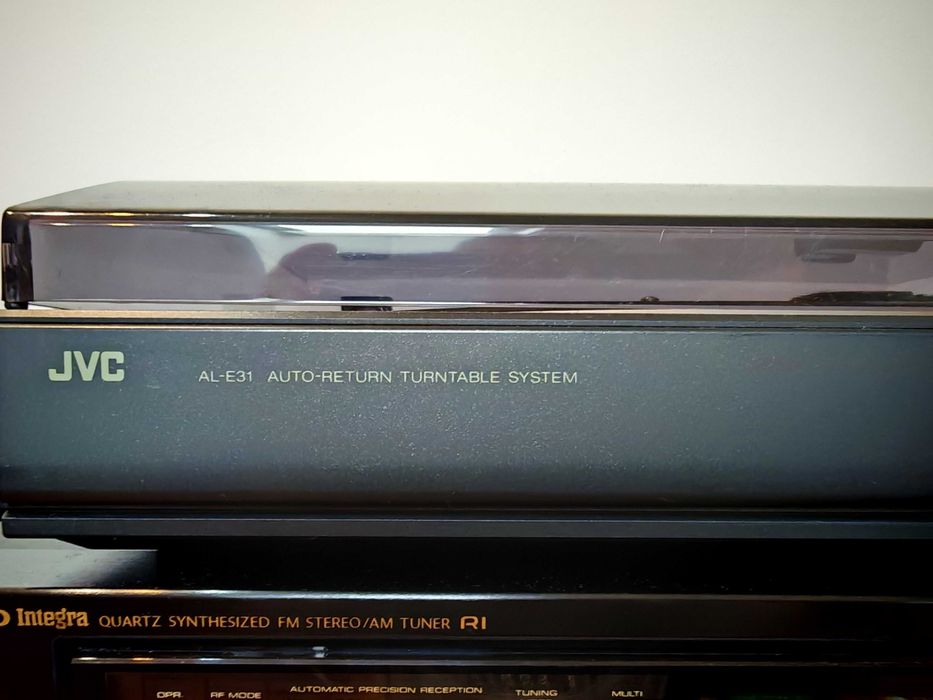 JVC AL-E31 AUTO-RETURN TURNTABLE SYSTEM
Integra QUARTZ SYNTHESIZED FM STEREO/AM TUNER RI
OPR. RF MODE AUTOMATIC PRECISION RECEPTION TUNING MULTI